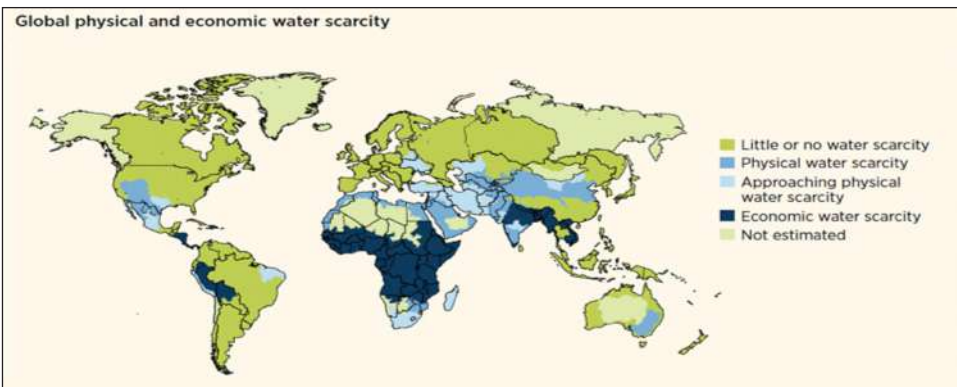 Global physical and economic water scarcity
Little or no water scarcity
Physical water scarcity
Approaching physical
water scarcity
Economic water scarcity
Not estimated